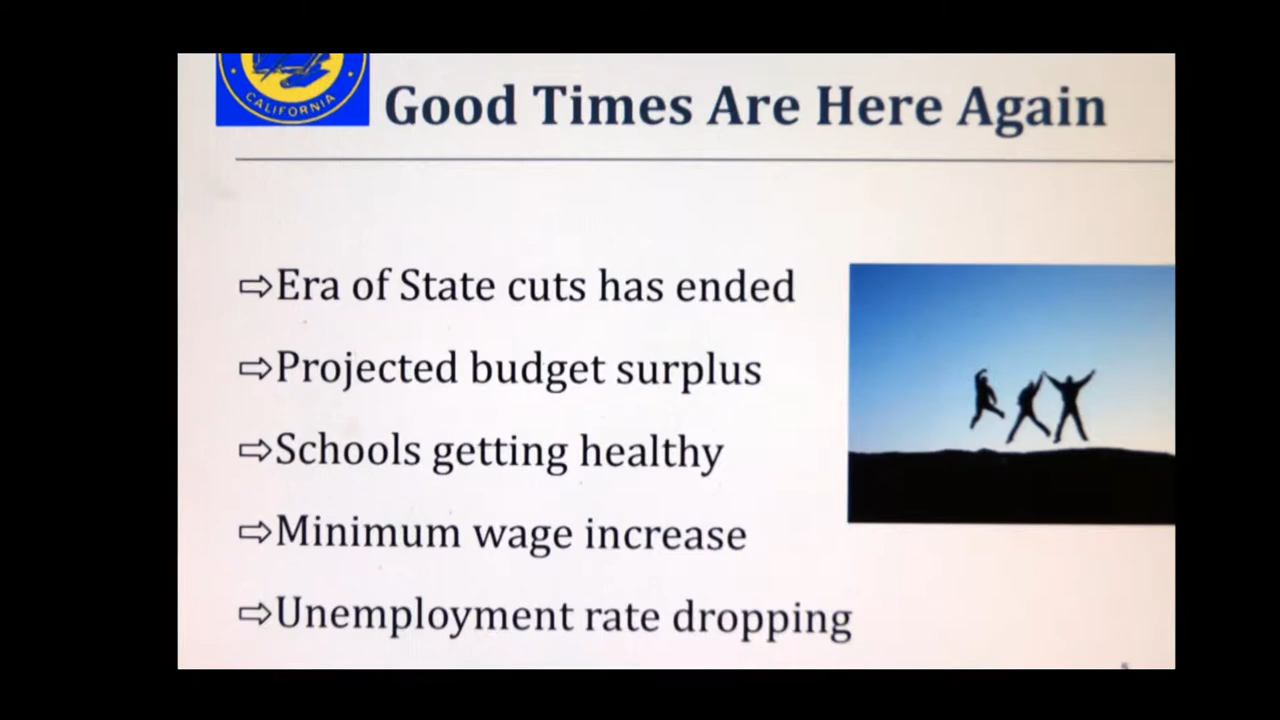 CALIFORNIA
Good Times Are Here Again
⇨Era of State cuts has ended
⇨Projected budget surplus
⇨Schools getting healthy
⇨Minimum wage increase
⇨Unemployment rate dropping